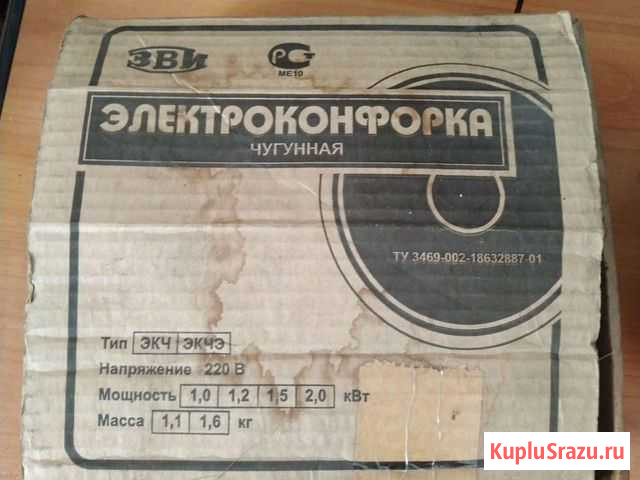 ЗВИ
РСТ
МЕ10
ЭЛЕКТРОКОНФОРКА
ЧУГУННАЯ
ТУ 3469-002-18632887-01
Тип ЭКЧ ЭКЧЭ
Напряжение 220 В
Мощность 1,0 1,2 1,5 2,0 кВт
Масса 1,1 1,6 кг
KupluSrazu.ru